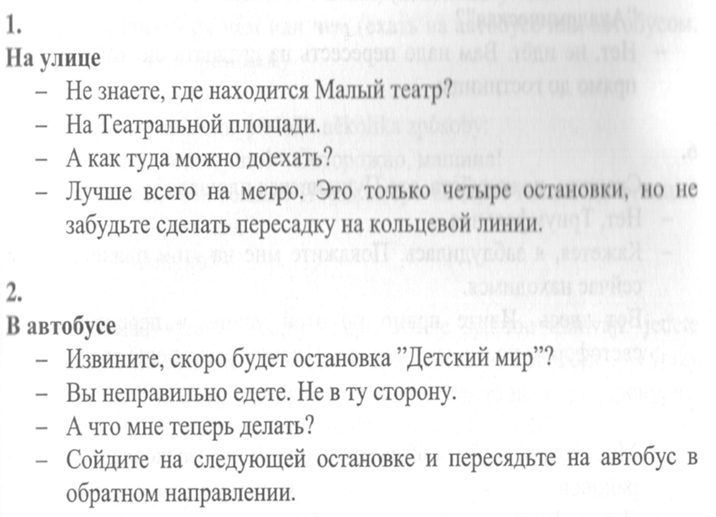 1.
На улице
– Не знаете, где находится Малый театр?
– На Театральной площади.
– А как туда можно доехать?
– Лучше всего на метро. Это только четыре остановки, но не
забудьте сделать пересадку на кольцевой линии.
2.
В автобусе
– Извините, скоро будет остановка "Детский мир"?
– Вы неправильно едете. Не в ту сторону.
– А что мне теперь делать?
– Сойдите на следующей остановке и пересядьте на автобус в
обратном направлении.